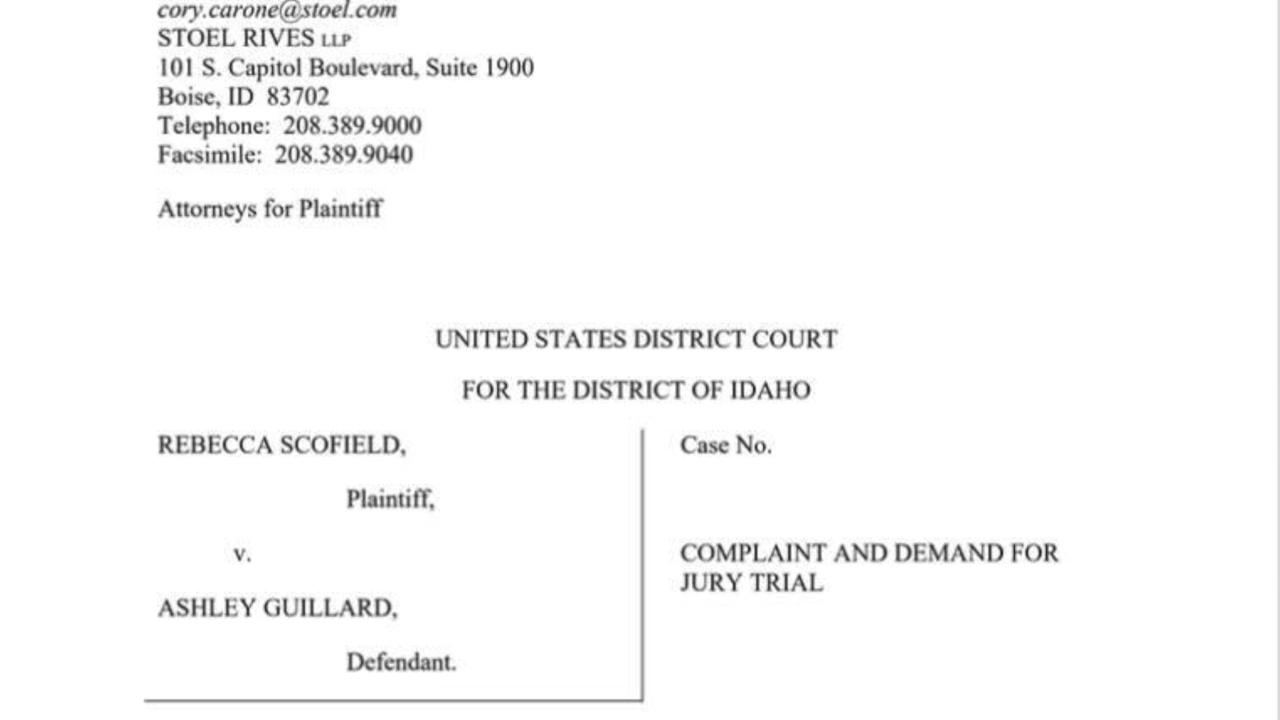 cory.carone@stoel.com
STOEL RIVES LLP
101 S. Capitol Boulevard, Suite 1900
Boise, ID  83702
Telephone:  208.389.9000
Facsimile:  208.389.9040
Attorneys for Plaintiff
UNITED STATES DISTRICT COURT
FOR THE DISTRICT OF IDAHO
REBECCA SCOFIELD,
Plaintiff,
v.
ASHLEY GUILLARD,
Defendant.
Case No.
COMPLAINT AND DEMAND FOR
JURY TRIAL